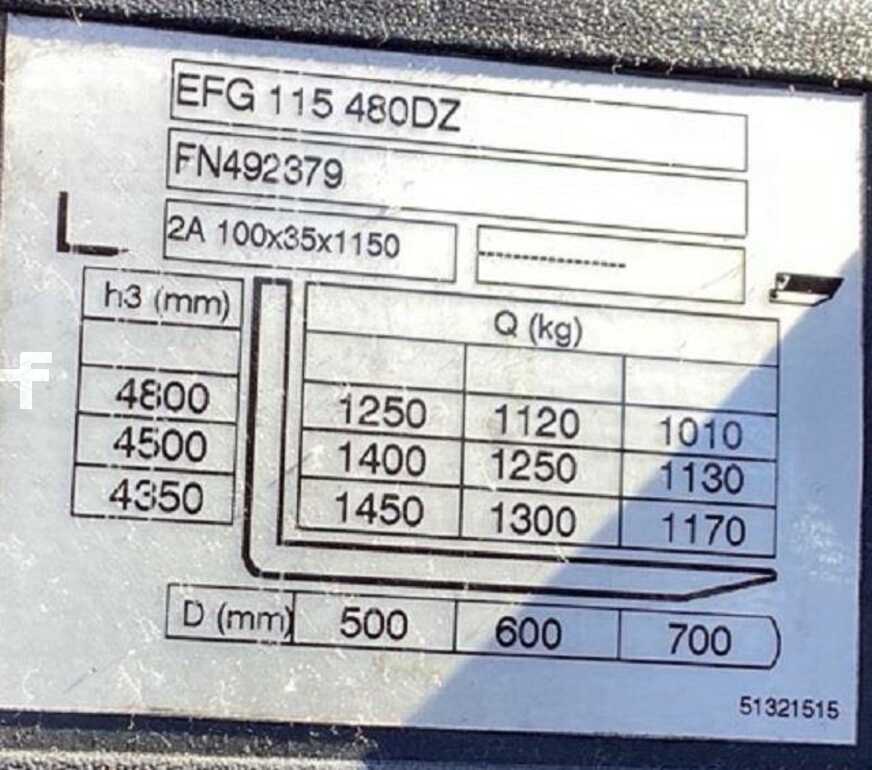 EFG 115 480DZ
FN492379
2A 100x35x1150
h3 (mm)
Q (kg)
4800 1250 1120 1010
4500 1400 1250 1130
4350 1450 1300 1170
D (mm) 500 600 700
51321515
F